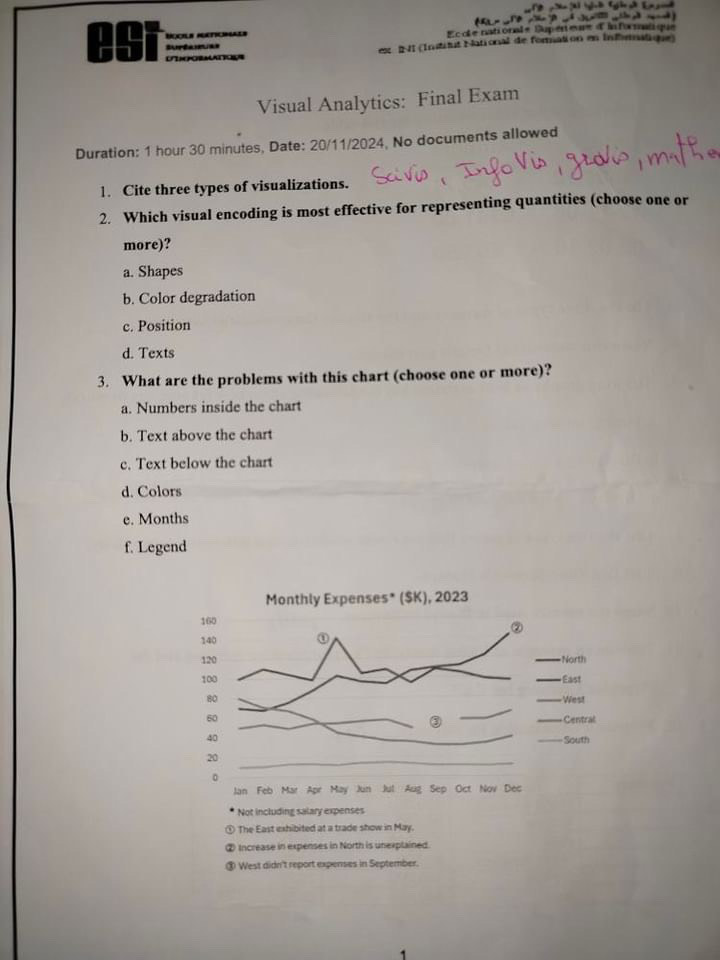 esi
ECOLE NATIONALE
SUPÉRIEURE
D'INFORMATIQUE
Ecole nationale Supérieure d'Informatique
ex INI (Institut National de formation en Informatique)
Visual Analytics: Final Exam
Duration: 1 hour 30 minutes, Date: 20/11/2024, No documents allowed
1. Cite three types of visualizations. Scivis, InfoVis, gravis,
2. Which visual encoding is most effective for representing quantities (choose one or
more)?
a. Shapes
b. Color degradation
c. Position
d. Texts
3. What are the problems with this chart (choose one or more)?
a. Numbers inside the chart
b. Text above the chart
c. Text below the chart
d. Colors
e. Months
f. Legend
Monthly Expenses* ($K), 2023
160
140
120
100
80
60
40
20
0
① ② ③
North
East
West
Central
South
Jan Feb Mar Apr May Jun Jul Aug Sep Oct Nov Dec
* Not including salary expenses
① The East exhibited at a trade show in May.
② Increase in expenses in North is unexplained.
③ West didn't report expenses in September.
1